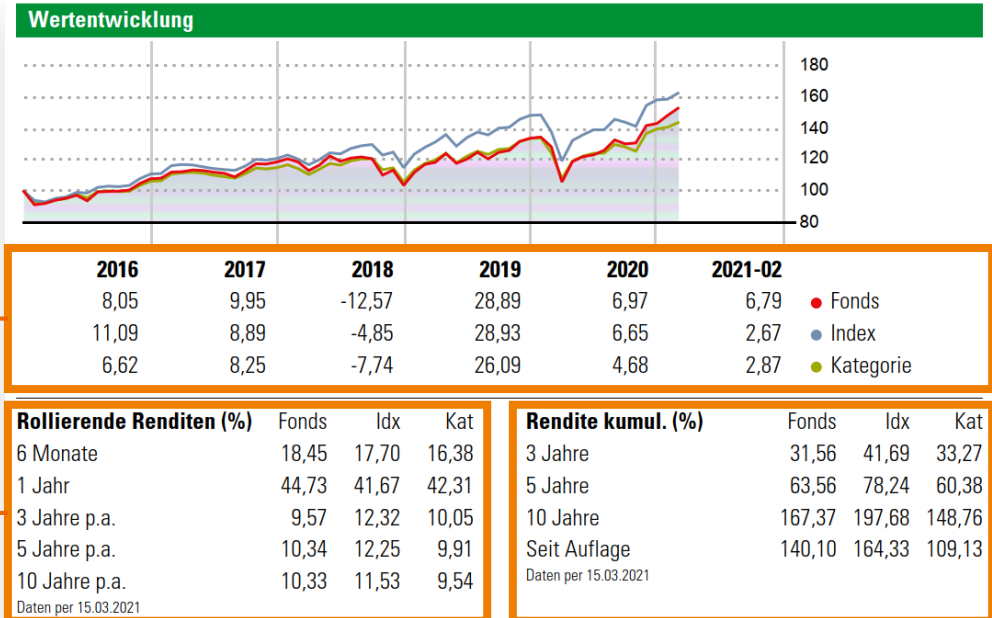 Wertentwicklung
180
160
140
120
100
80
2016 2017 2018 2019 2020 2021-02
8,05 9,95 -12,57 28,89 6,97 6,79 Fonds
11,09 8,89 -4,85 28,93 6,65 2,67 Index
6,62 8,25 -7,74 26,09 4,68 2,87 Kategorie
Rollierende Renditen (%) Fonds Idx Kat
6 Monate 18,45 17,70 16,38
1 Jahr 44,73 41,67 42,31
3 Jahre p.a. 9,57 12,32 10,05
5 Jahre p.a. 10,34 12,25 9,91
10 Jahre p.a. 10,33 11,53 9,54
Daten per 15.03.2021
Rendite kumul. (%) Fonds Idx Kat
3 Jahre 31,56 41,69 33,27
5 Jahre 63,56 78,24 60,38
10 Jahre 167,37 197,68 148,76
Seit Auflage 140,10 164,33 109,13
Daten per 15.03.2021